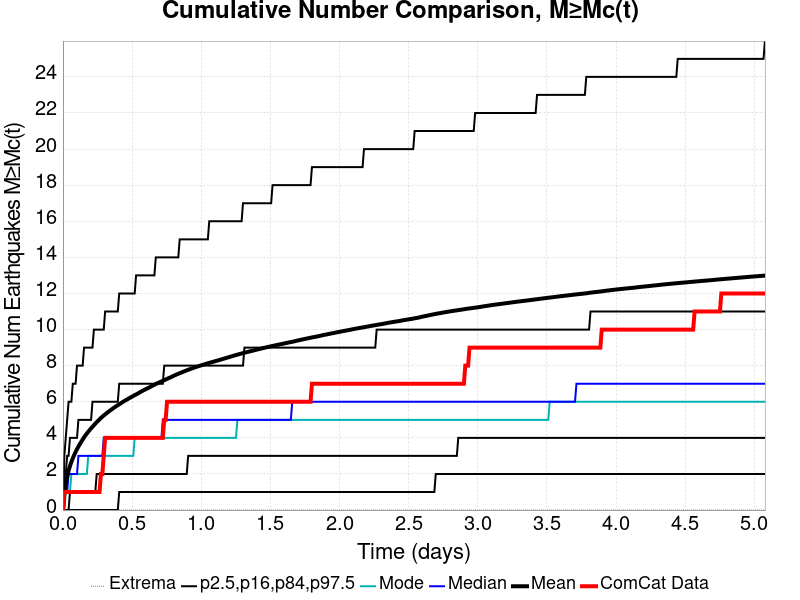 Cumulative Number Comparison, M≥Mc(t)
Cumulative Num Earthquakes M≥Mc(t)
24
22
20
18
16
14
12
10
8
6
4
2
0
0.0 0.5 1.0 1.5 2.0 2.5 3.0 3.5 4.0 4.5 5.0
Time (days)
Extrema p2.5,p16,p84,p97.5 Mode Median Mean ComCat Data